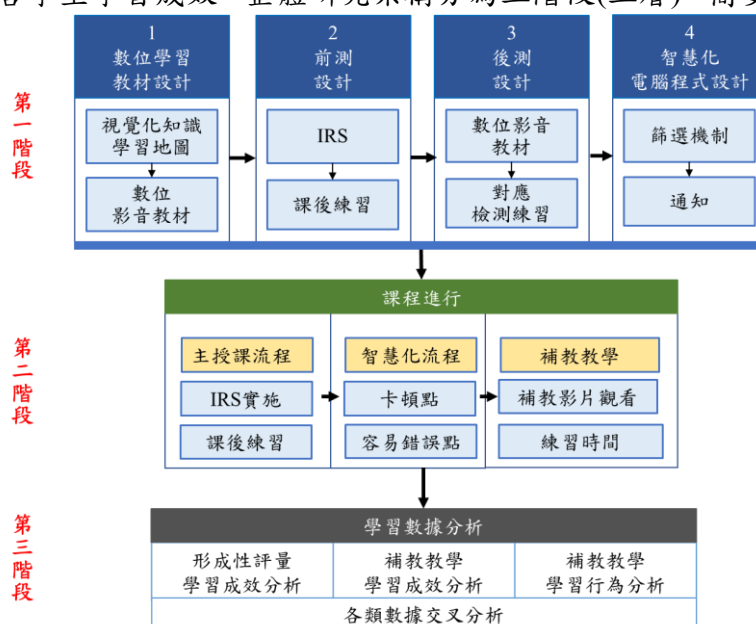 學生學習成效
整體研究架構分為三階段(三層)
第一階段
1
數位學習
教材設計
視覺化知識
學習地圖
數位
影音教材
2
前測
設計
IRS
課後練習
3
後測
設計
數位影音
教材
對應
檢測練習
4
智慧化
電腦程式設計
篩選機制
通知
第二階段
課程進行
主授課流程
IRS實施
課後練習
智慧化流程
卡頓點
容易錯誤點
補教教學
補教影片觀看
練習時間
第三階段
學習數據分析
形成性評量
學習成效分析
補教教學
學習成效分析
補教教學
學習行為分析
各類數據交叉分析